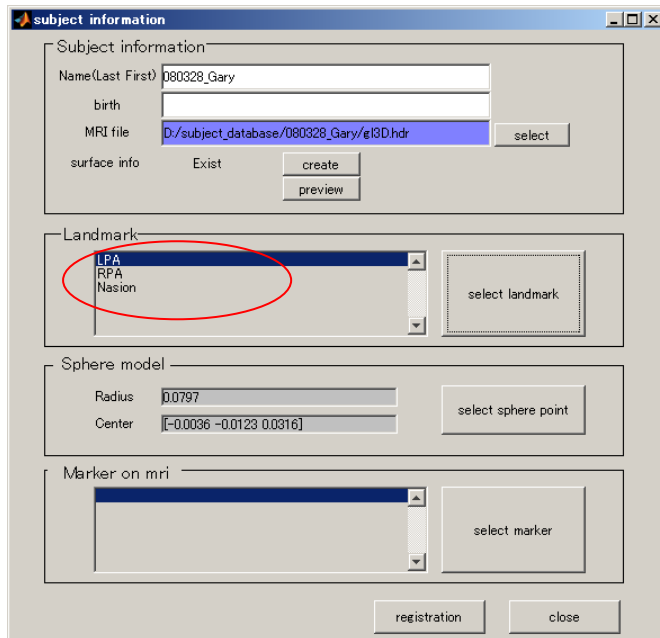 subject information
Subject information
Name(Last First) 080328_Gary
birth
MRI file D:/subject_database/080328_Gary/gl3D.hdr select
surface info Exist create
preview
Landmark
LPA
RPA
Nasion
select landmark
Sphere model
Radius 0.0797
Center [-0.0036 -0.0123 0.0316]
select sphere point
Marker on mri
select marker
registration close